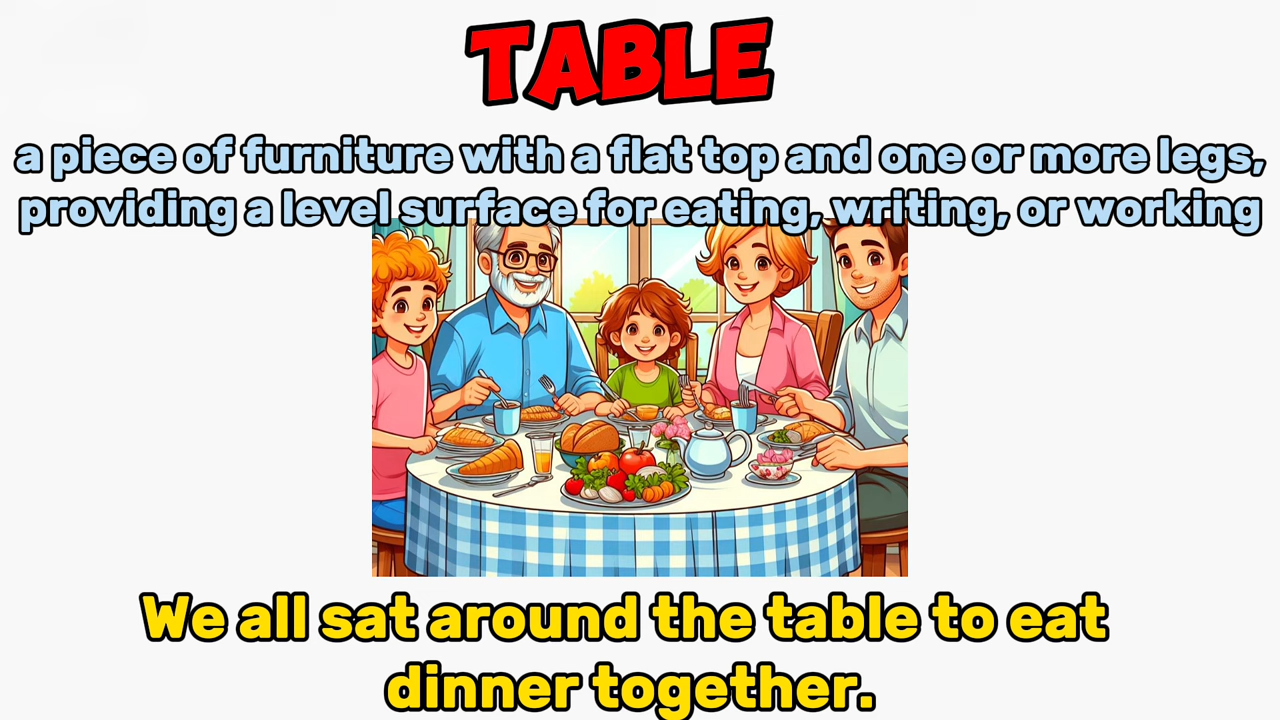 TABLE
a piece of furniture with a flat top and one or more legs,
providing a level surface for eating, writing, or working
We all sat around the table to eat
dinner together.